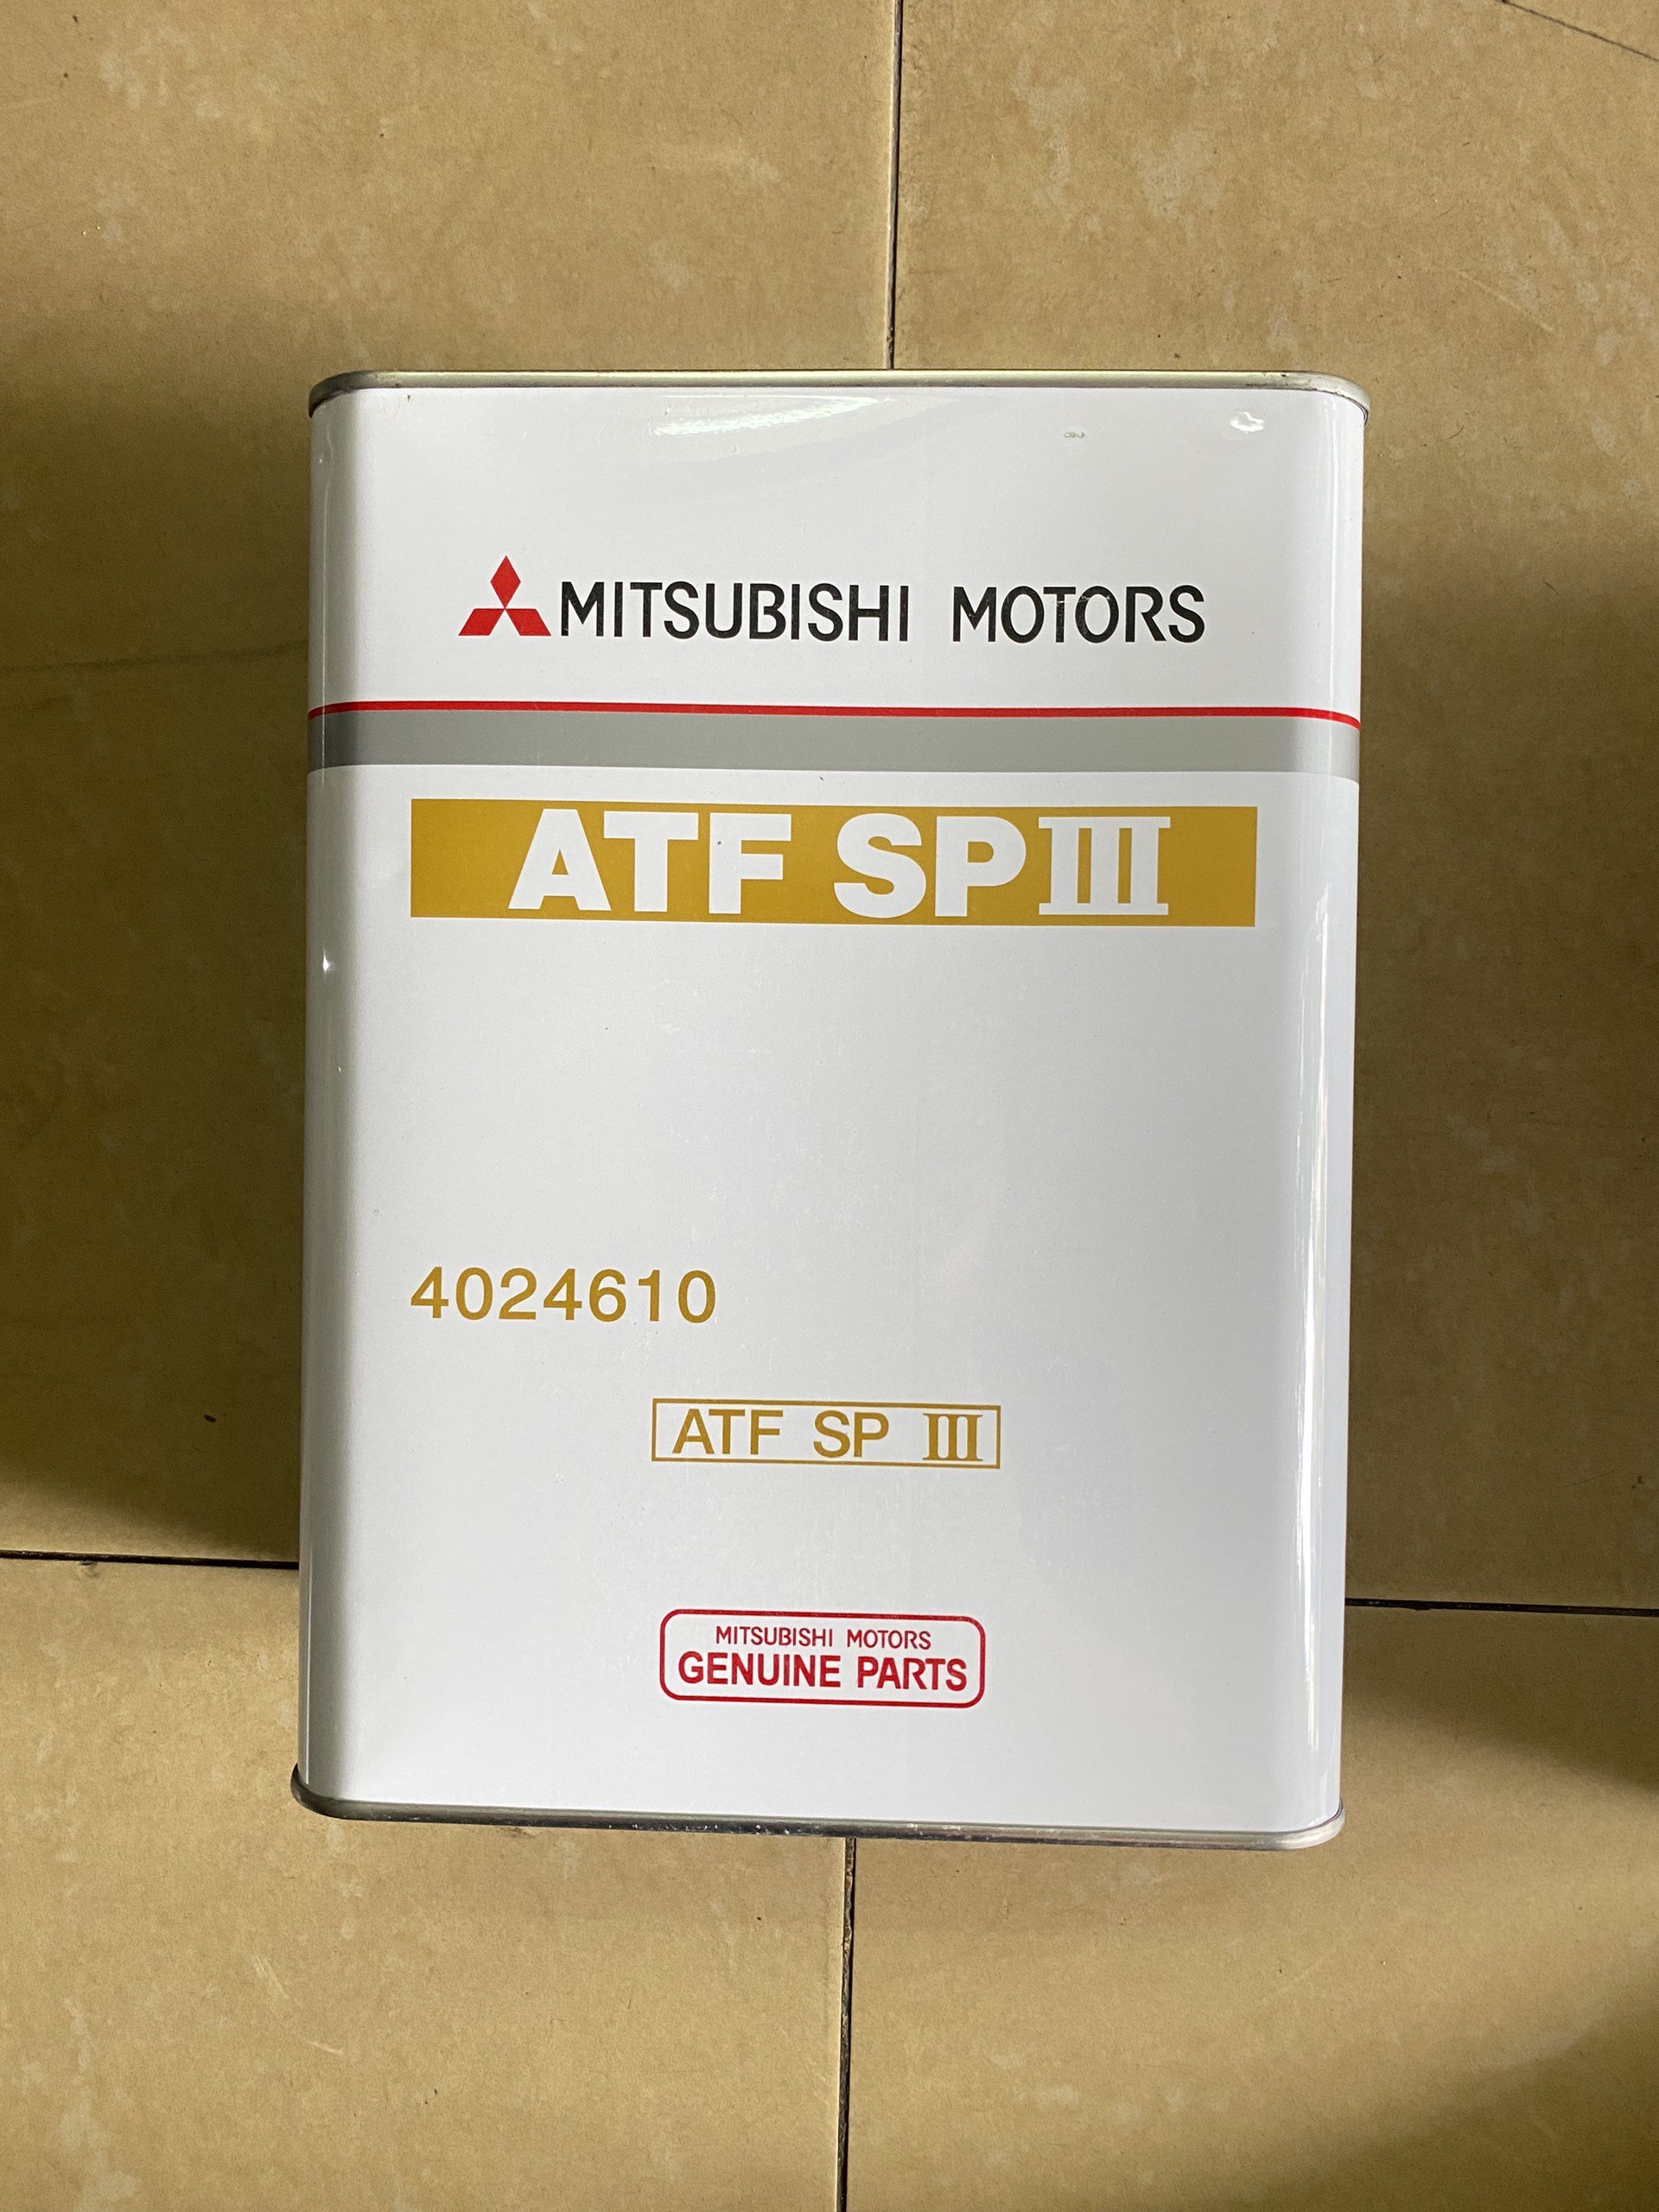 MITSUBISHI MOTORS
ATF SPIII
4024610
ATF SP III
MITSUBISHI MOTORS
GENUINE PARTS